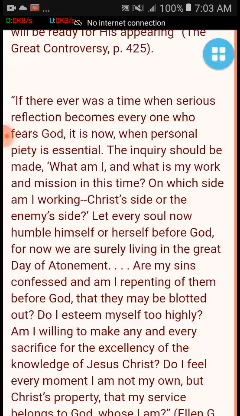 O:0KB/s U:0KB/s No internet connection 100% 7:03 AM
will be ready for His appearing" (The
Great Controversy, p. 425).
"If there ever was a time when serious
reflection becomes every one who
fears God, it is now, when personal
piety is essential. The inquiry should be
made, 'What am I, and what is my work
and mission in this time? On which side
am I working--Christ's side or the
enemy's side?' Let every soul now
humble himself or herself before God,
for now we are surely living in the great
Day of Atonement. . . . Are my sins
confessed and am I repenting of them
before God, that they may be blotted
out? Do I esteem myself too highly?
Am I willing to make any and every
sacrifice for the excellency of the
knowledge of Jesus Christ? Do I feel
every moment I am not my own, but
Christ's property, that my service
belongs to God, whose I am?" (Ellen G